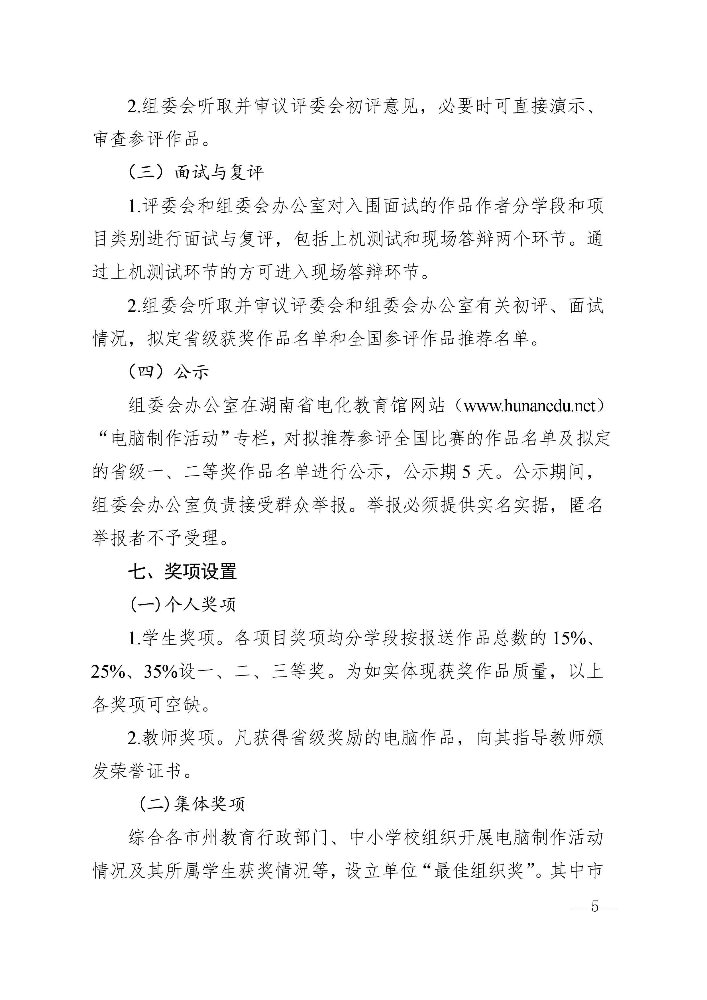 2.组委会听取并审议评委会初评意见，必要时可直接演示、
审查参评作品。
（三）面试与复评
1.评委会和组委会办公室对入围面试的作品作者分学段和项
目类别进行面试与复评，包括上机测试和现场答辩两个环节。通
过上机测试环节的方可进入现场答辩环节。
2.组委会听取并审议评委会和组委会办公室有关初评、面试
情况，拟定省级获奖作品名单和全国参评作品推荐名单。
（四）公示
组委会办公室在湖南省电化教育馆网站（www.hunanedu.net）
“电脑制作活动”专栏，对拟推荐参评全国比赛的作品名单及拟定
的省级一、二等奖作品名单进行公示，公示期 5 天。公示期间，
组委会办公室负责接受群众举报。举报必须提供实名实据，匿名
举报者不予受理。
七、奖项设置
(一)个人奖项
1.学生奖项。各项目奖项均分学段按报送作品总数的 15%、
25%、35%设一、二、三等奖。为如实体现获奖作品质量，以上
各奖项可空缺。
2.教师奖项。凡获得省级奖励的电脑作品，向其指导教师颁
发荣誉证书。
(二)集体奖项
综合各市州教育行政部门、中小学校组织开展电脑制作活动
情况及其所属学生获奖情况等，设立单位“最佳组织奖”。其中市
— 5—